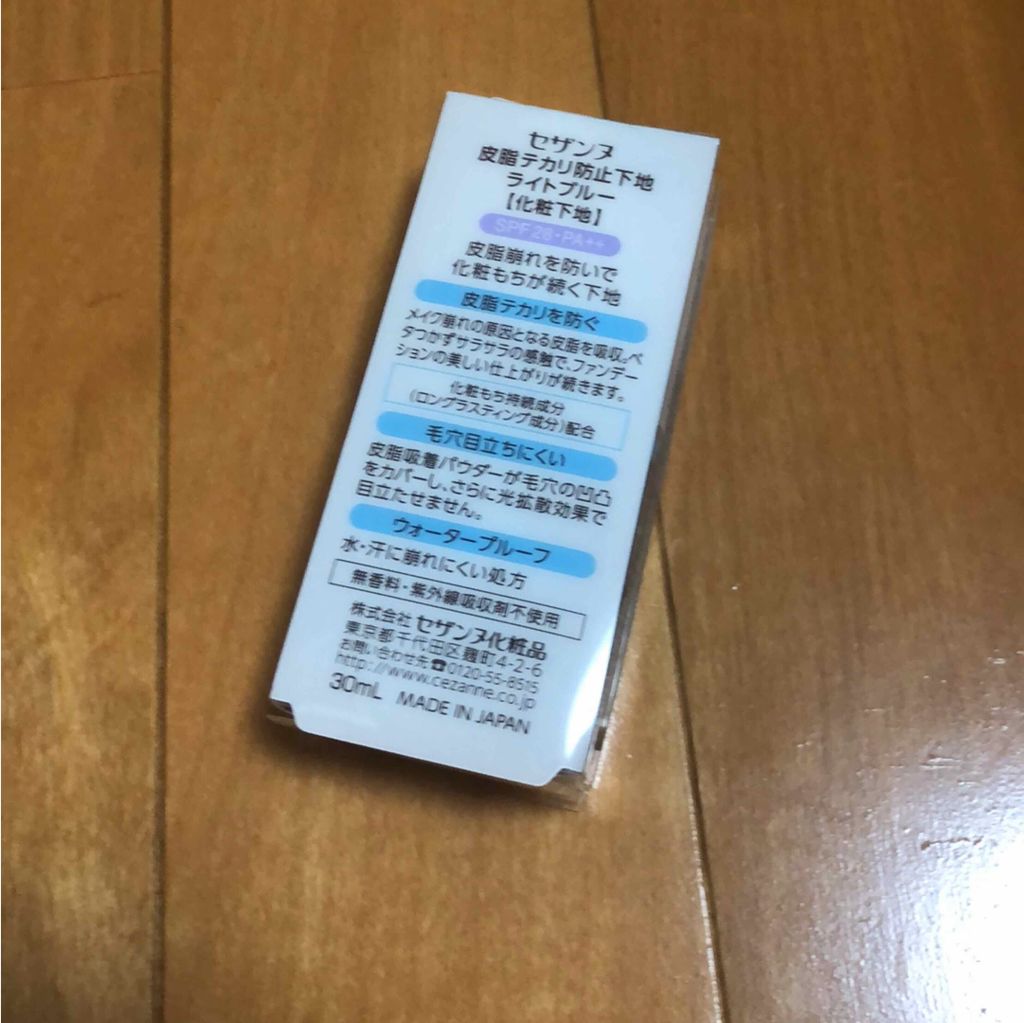 セザンヌ
皮脂テカリ防止下地
ライトブルー
【化粧下地】
SPF28・PA++
皮脂崩れを防いで
化粧もちが続く下地
皮脂テカリを防ぐ
メイク崩れの原因となる皮脂を吸収。ベ
タつかずサラサラの感触で、ファンデー
ションの美しい仕上がりが続きます。
化粧もち持続成分
(ロングラスティング成分)配合
毛穴目立ちにくい
皮脂吸着パウダーが毛穴の凹凸
をカバーし、さらに光拡散効果で
目立たせません。
ウォータープルーフ
水・汗に崩れにくい処方
無香料・紫外線吸収剤不使用
株式会社 セザンヌ化粧品
東京都千代田区麹町4-2-6
お問い合わせ先☎0120-55-8515
http://www.cezanne.co.jp
30mL MADE IN JAPAN